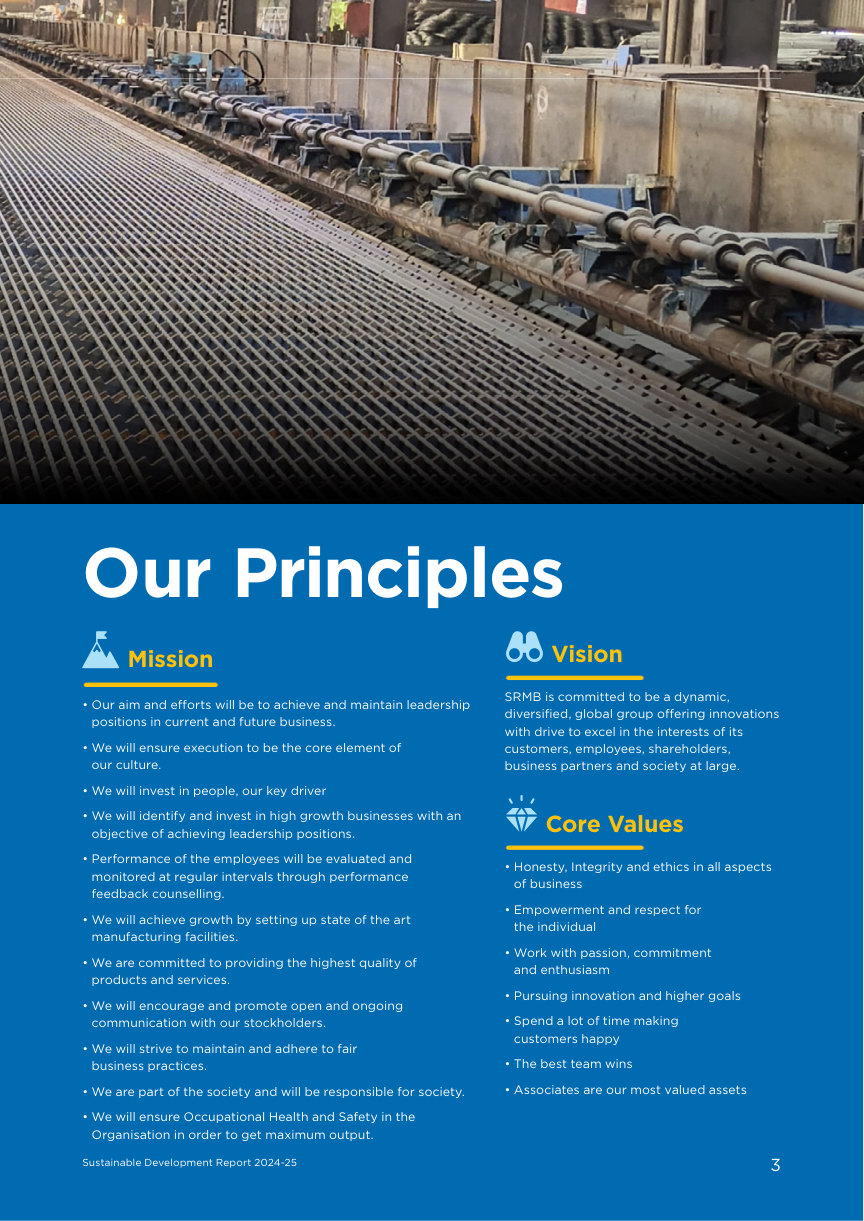 Our Principles
Mission
• Our aim and efforts will be to achieve and maintain leadership
positions in current and future business.
• We will ensure execution to be the core element of
our culture.
• We will invest in people, our key driver
• We will identify and invest in high growth businesses with an
objective of achieving leadership positions.
• Performance of the employees will be evaluated and
monitored at regular intervals through performance
feedback counselling.
• We will achieve growth by setting up state of the art
manufacturing facilities.
• We are committed to providing the highest quality of
products and services.
• We will encourage and promote open and ongoing
communication with our stockholders.
• We will strive to maintain and adhere to fair
business practices.
• We are part of the society and will be responsible for society.
• We will ensure Occupational Health and Safety in the
Organisation in order to get maximum output.
Vision
SRMB is committed to be a dynamic,
diversified, global group offering innovations
with drive to excel in the interests of its
customers, employees, shareholders,
business partners and society at large.
Core Values
• Honesty, Integrity and ethics in all aspects
of business
• Empowerment and respect for
the individual
• Work with passion, commitment
and enthusiasm
• Pursuing innovation and higher goals
• Spend a lot of time making
customers happy
• The best team wins
• Associates are our most valued assets
Sustainable Development Report 2024-25
3